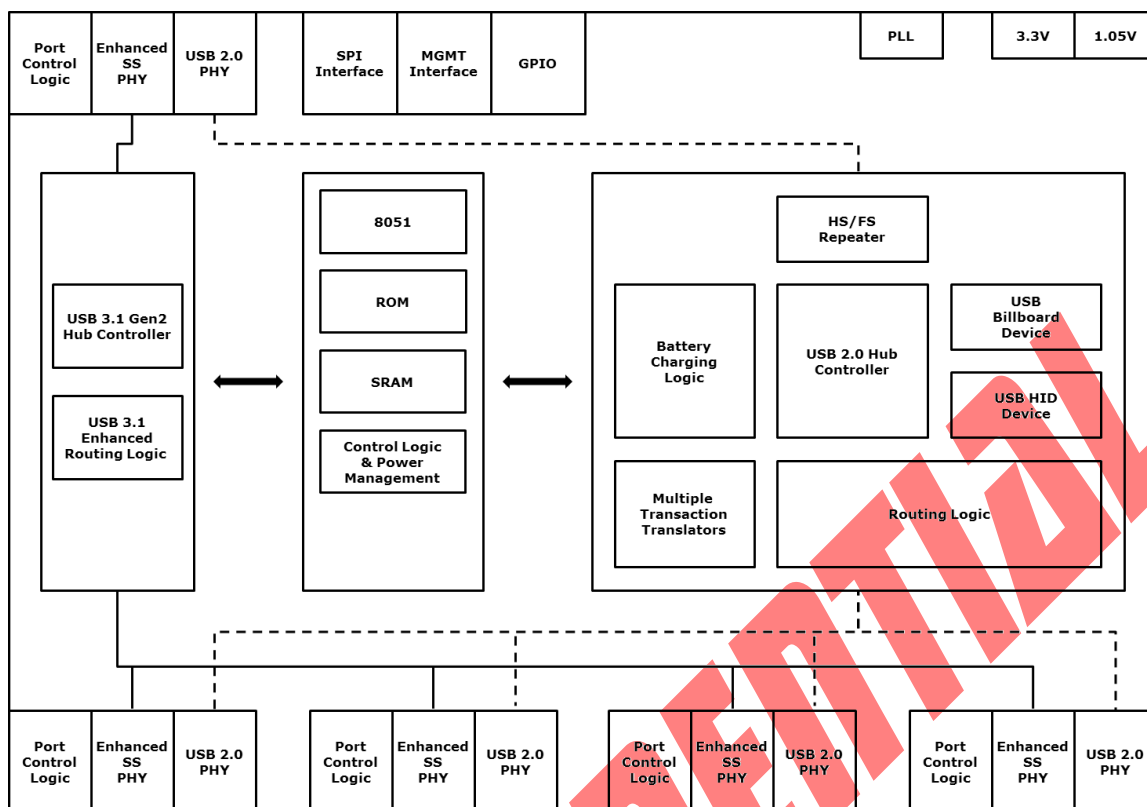 Port
Control
Logic
Enhanced
SS
PHY
USB 2.0
PHY
SPI
Interface
MGMT
Interface
GPIO
PLL
3.3V
1.05V
USB 3.1 Gen2
Hub Controller
USB 3.1
Enhanced
Routing Logic
8051
ROM
SRAM
Control Logic
& Power
Management
HS/FS
Repeater
Battery
Charging
Logic
USB 2.0 Hub
Controller
USB
Billboard
Device
USB HID
Device
Multiple
Transaction
Translators
Routing Logic
Port
Control
Logic
Enhanced
SS
PHY
USB 2.0
PHY
Port
Control
Logic
Enhanced
SS
PHY
USB 2.0
PHY
Port
Control
Logic
Enhanced
SS
PHY
USB 2.0
PHY
Port
Control
Logic
Enhanced
SS
PHY
USB 2.0
PHY